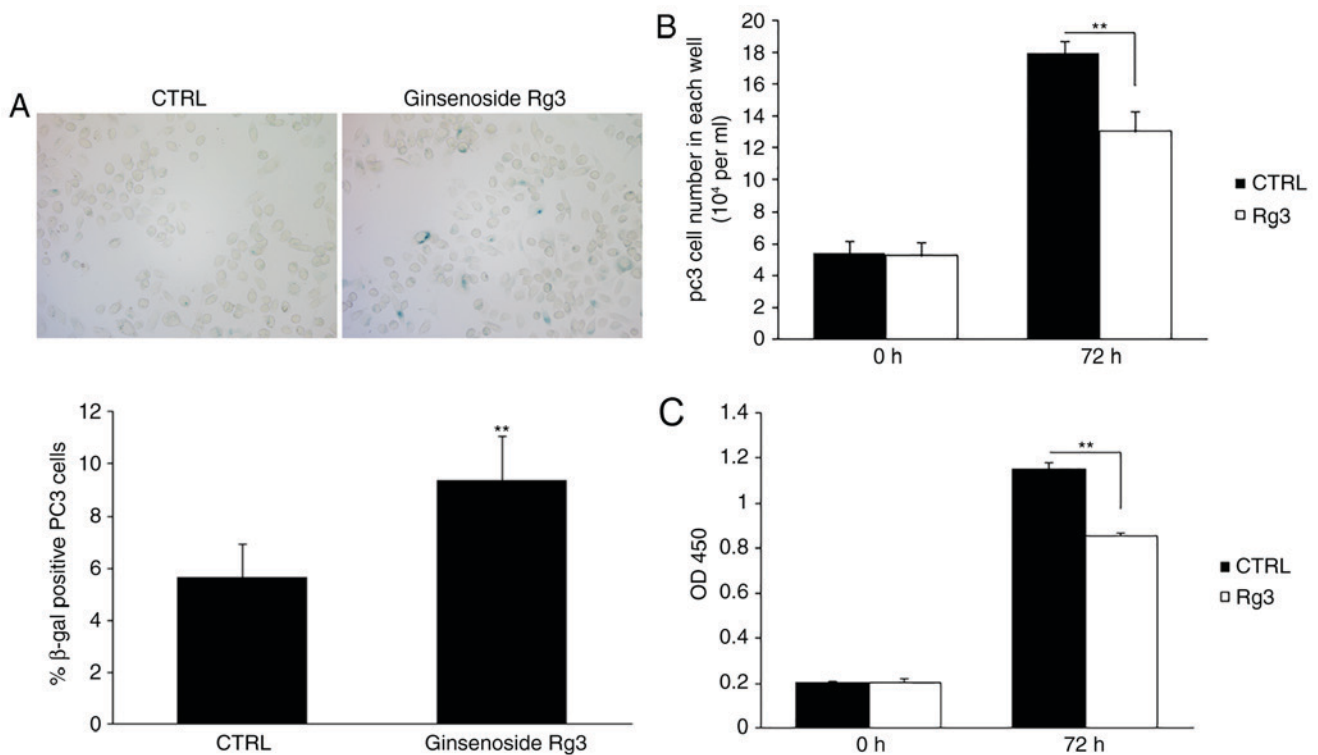 A
CTRL
Ginsenoside Rg3
% β-gal positive PC3 cells
12
10
8
6
4
2
0
**
CTRL
Ginsenoside Rg3
B
pc3 cell number in each well
(10⁴ per ml)
20
18
16
14
12
10
8
6
4
2
0
**
0 h
72 h
CTRL
Rg3
C
OD 450
1.4
1.2
1
0.8
0.6
0.4
0.2
0
**
0 h
72 h
CTRL
Rg3